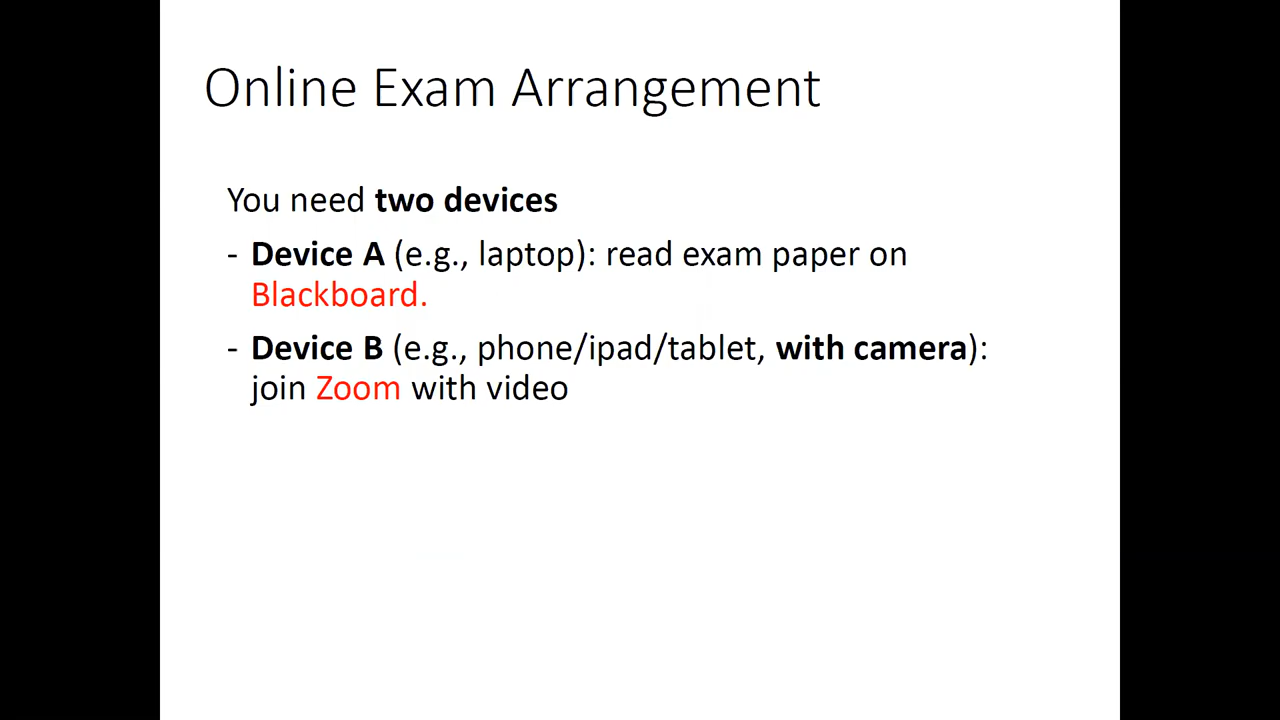 Online Exam Arrangement
You need two devices
- Device A (e.g., laptop): read exam paper on
Blackboard.
- Device B (e.g., phone/ipad/tablet, with camera):
join Zoom with video